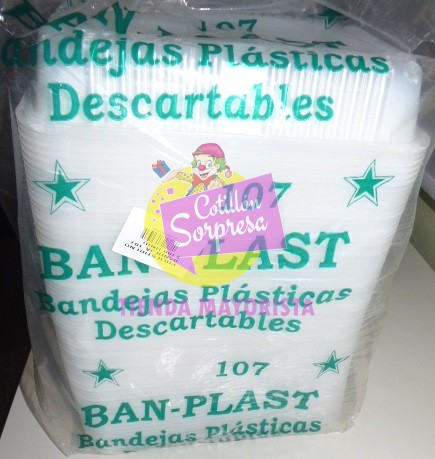 107
Bandejas Plásticas
Descartables
107
Cotillón
Sorpresa
BAN-PLAST
Bandejas Plásticas
TIENDA MAYORISTA
Descartables
107
BAN-PLAST
Bandejas Plásticas